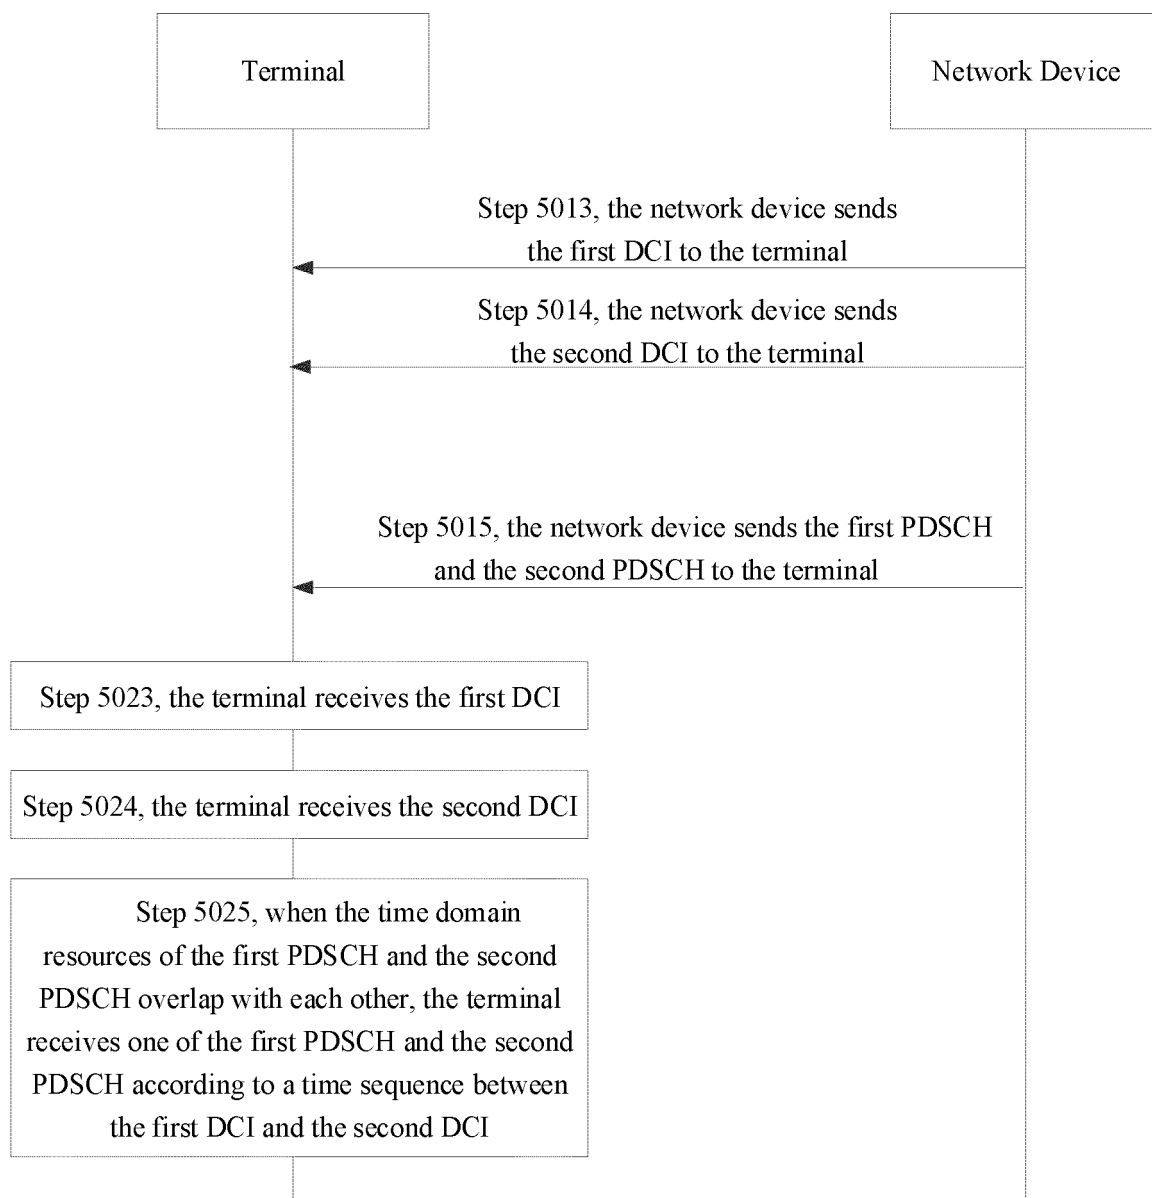 Terminal
Network Device
Step 5013, the network device sends
the first DCI to the terminal
Step 5014, the network device sends
the second DCI to the terminal
Step 5015, the network device sends the first PDSCH
and the second PDSCH to the terminal
Step 5023, the terminal receives the first DCI
Step 5024, the terminal receives the second DCI
Step 5025, when the time domain
resources of the first PDSCH and the second
PDSCH overlap with each other, the terminal
receives one of the first PDSCH and the second
PDSCH according to a time sequence between
the first DCI and the second DCI